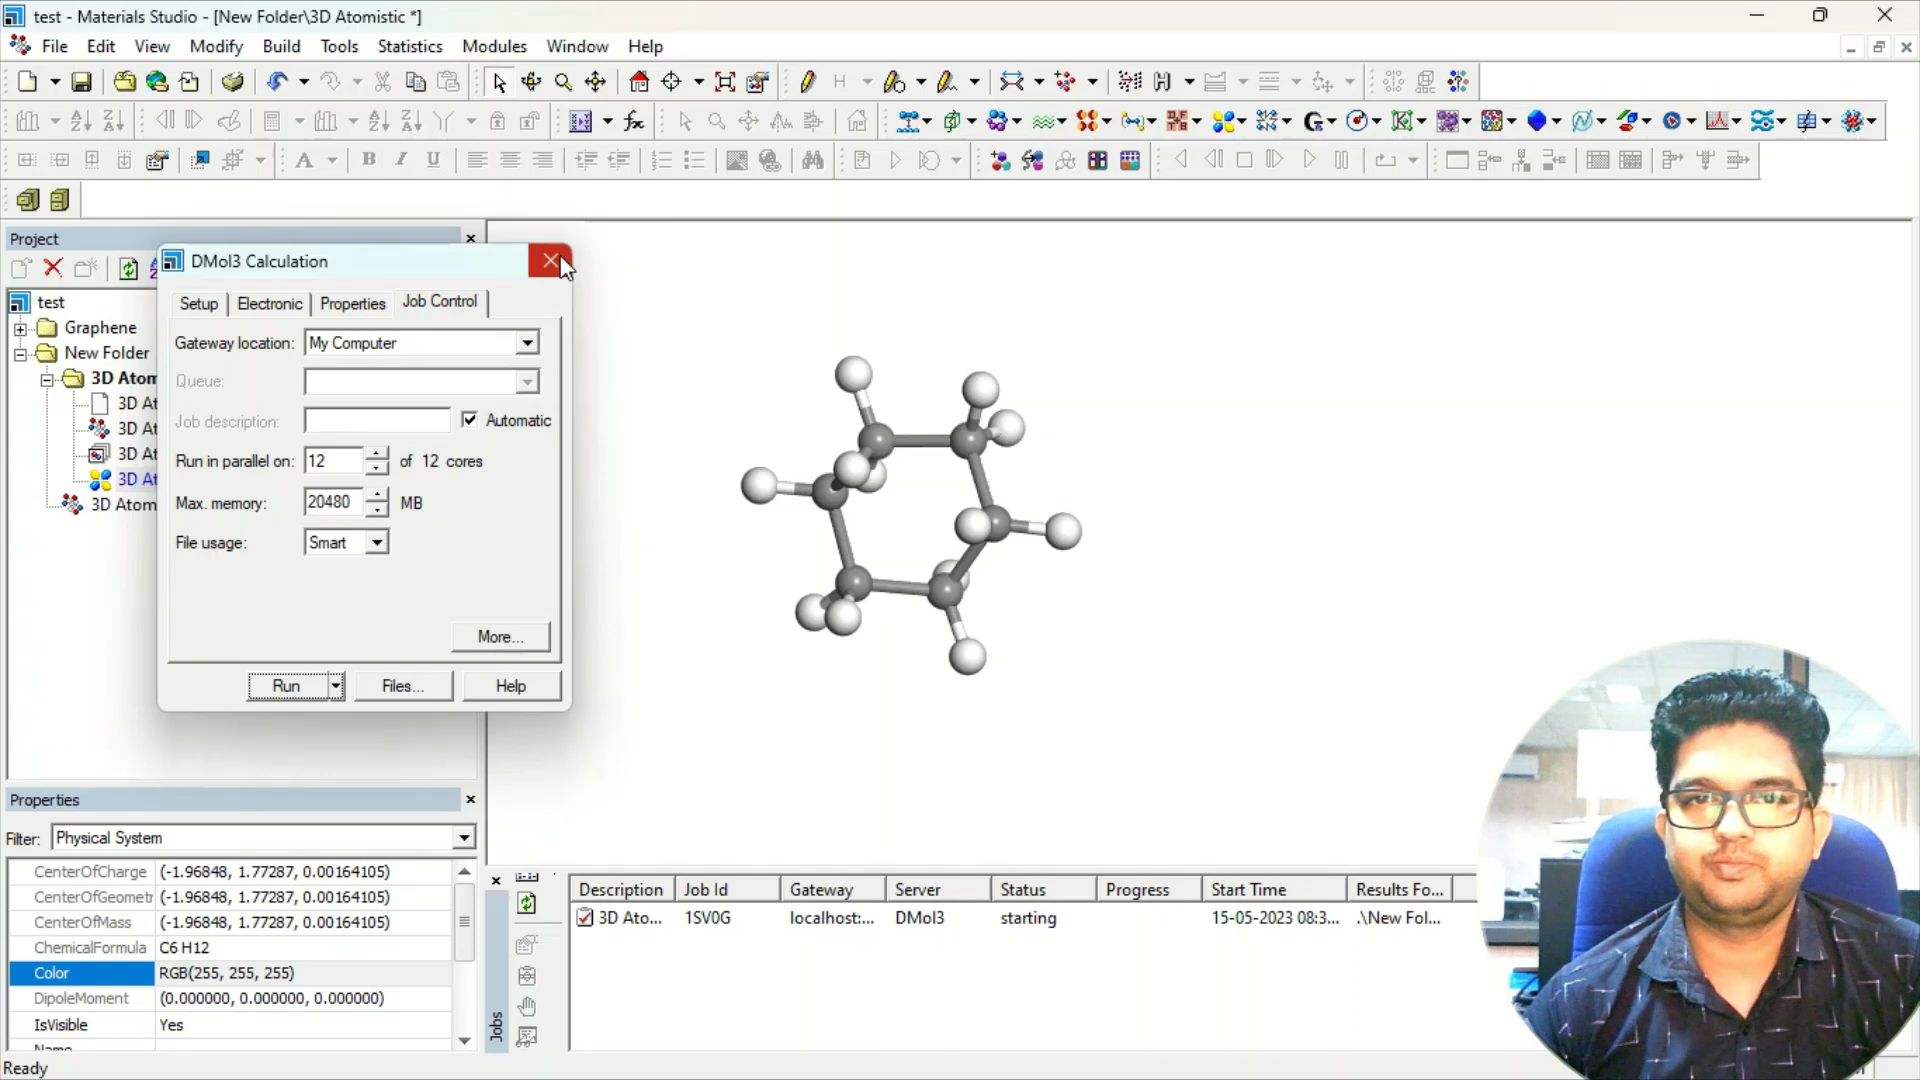 test - Materials Studio - [New Folder\3D Atomistic *]
File Edit View Modify Build Tools Statistics Modules Window Help
Project
test
Graphene
New Folder
3D Atom
3D At
3D At
3D At
3D At
3D Atom
DMol3 Calculation
Setup Electronic Properties Job Control
Gateway location: My Computer
Queue:
Job description: Automatic
Run in parallel on: 12 of 12 cores
Max. memory: 20480 MB
File usage: Smart
More...
Run Files... Help
Properties
Filter: Physical System
CenterOfCharge (-1.96848, 1.77287, 0.00164105)
CenterOfGeometr (-1.96848, 1.77287, 0.00164105)
CenterOfMass (-1.96848, 1.77287, 0.00164105)
ChemicalFormula C6 H12
Color RGB(255, 255, 255)
DipoleMoment (0.000000, 0.000000, 0.000000)
IsVisible Yes
Jobs
Description Job Id Gateway Server Status Progress Start Time Results Fo...
3D Ato... 1SV0G localhost:... DMol3 starting 15-05-2023 08:3... .\New Fol...
Ready